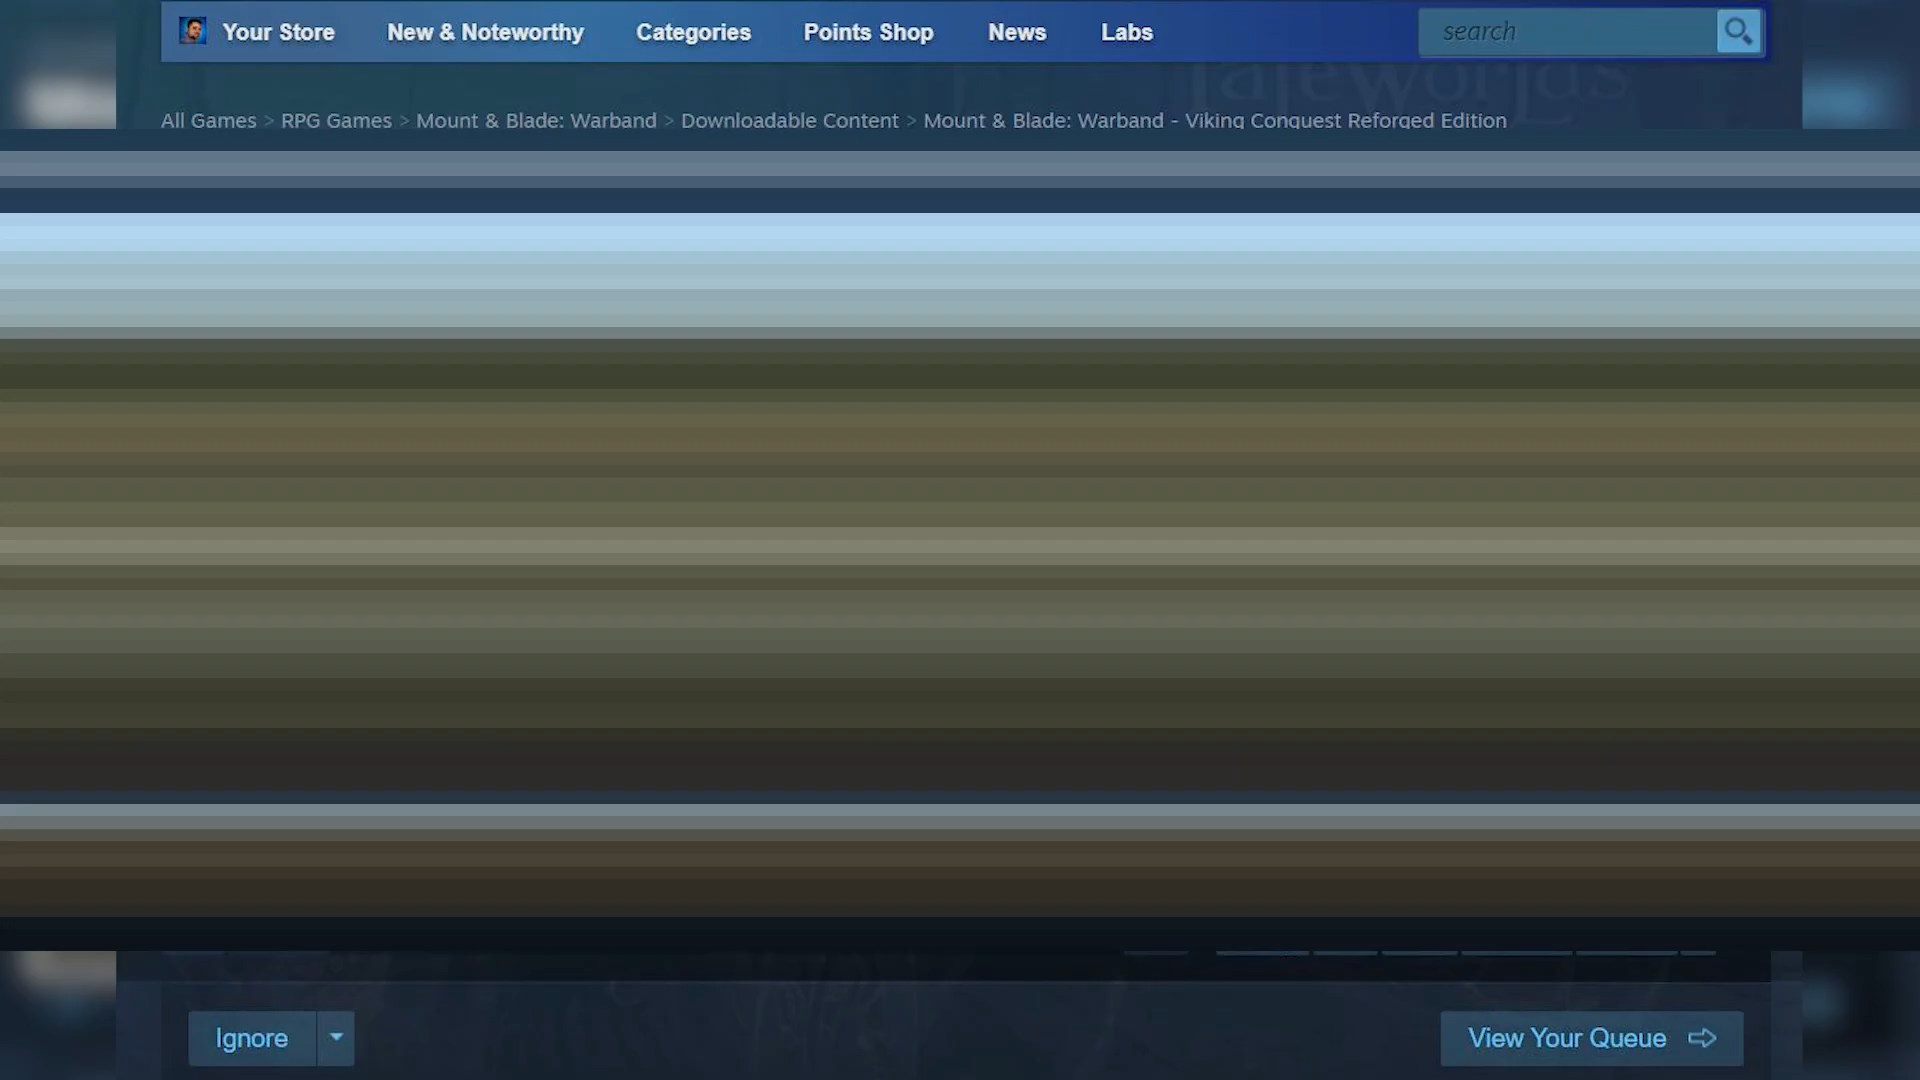 Your Store New & Noteworthy Categories Points Shop News Labs search
Taleworlds
All Games > RPG Games > Mount & Blade: Warband > Downloadable Content > Mount & Blade: Warband - Viking Conquest Reforged Edition
Ignore View Your Queue